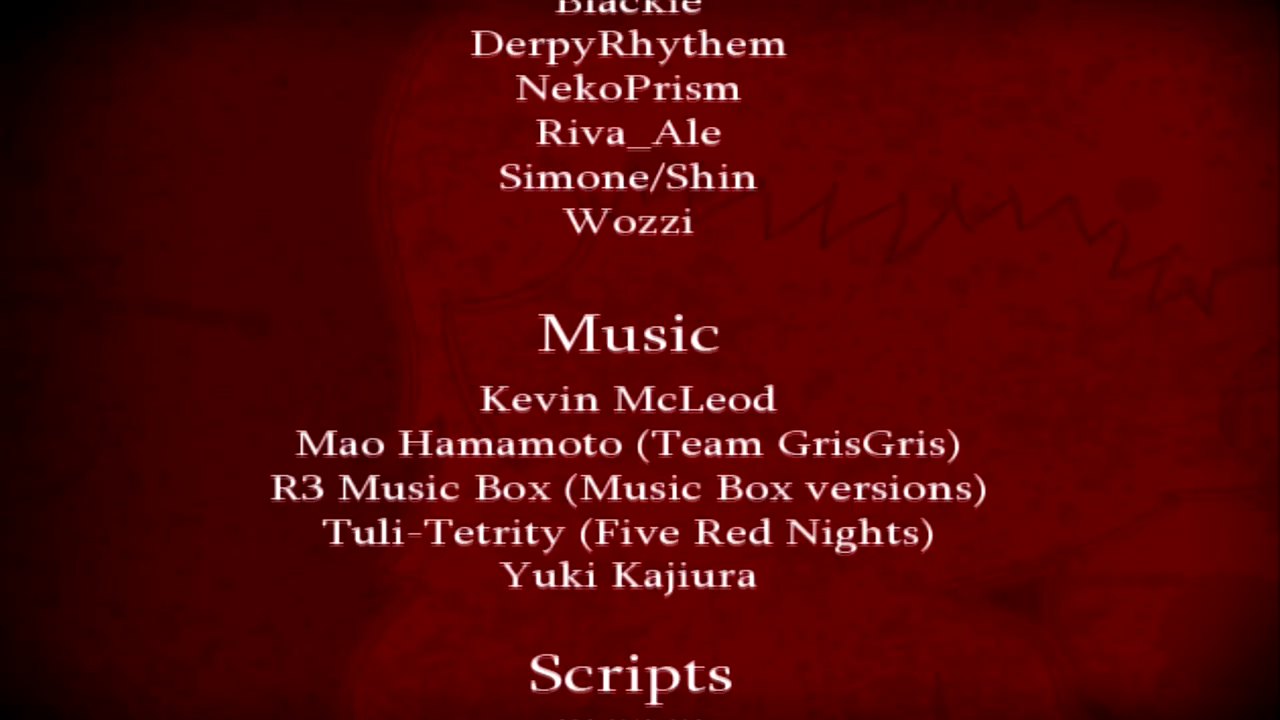 Blackie
DerpyRhythem
NekoPrism
Riva_Ale
Simone/Shin
Wozzi
Music
Kevin McLeod
Mao Hamamoto (Team GrisGris)
R3 Music Box (Music Box versions)
Tuli-Tetrity (Five Red Nights)
Yuki Kajiura
Scripts